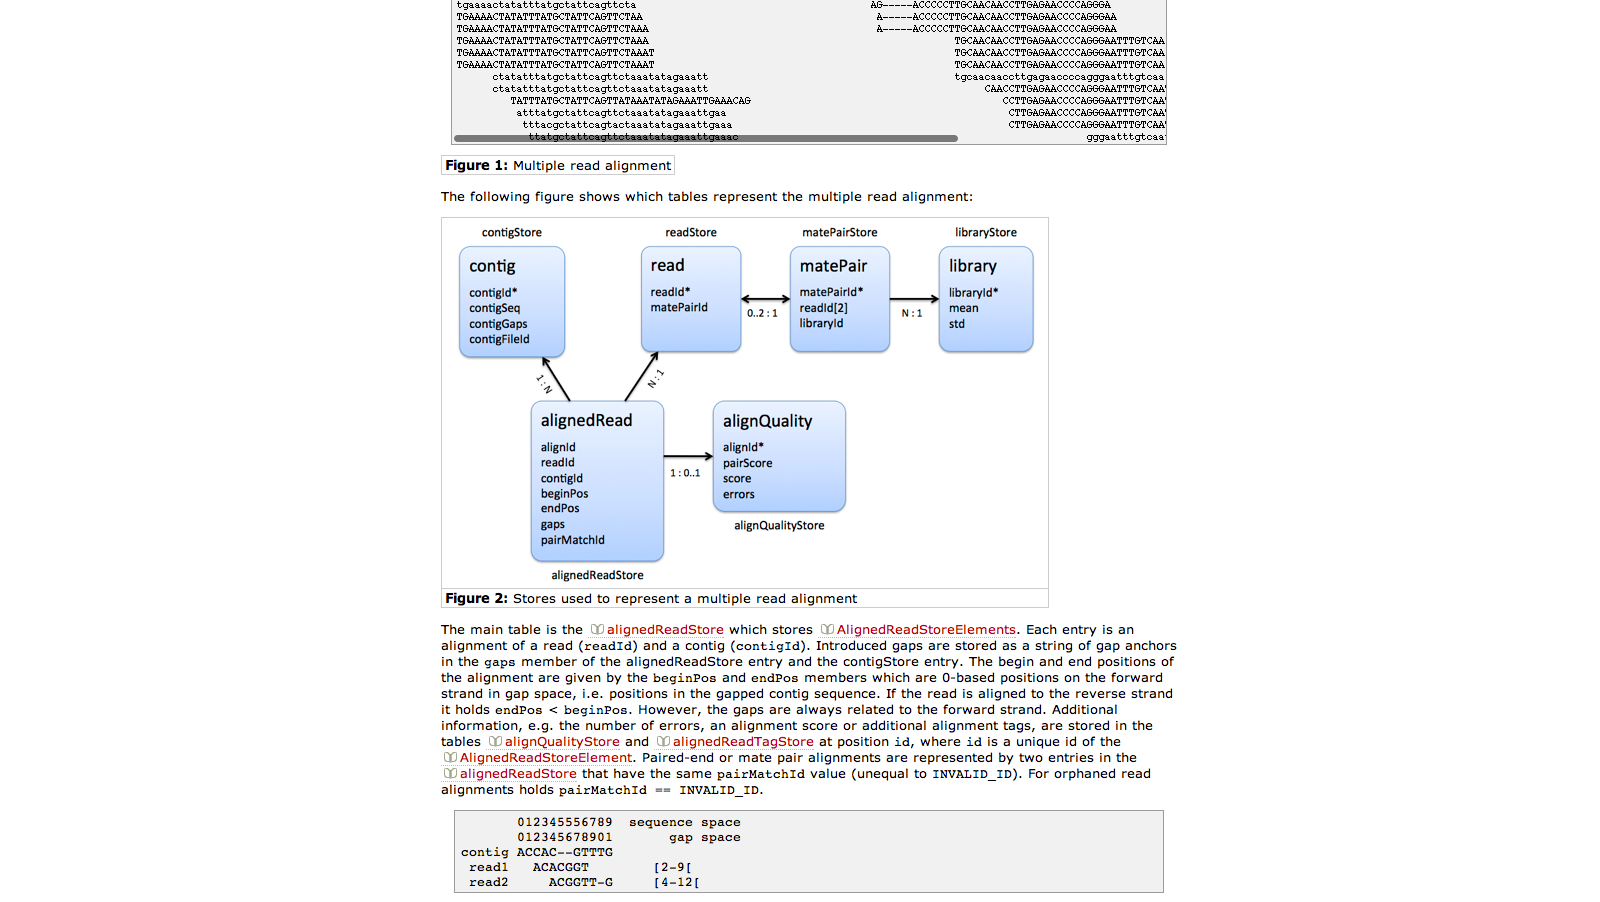 tgaaaactatatttatgctattcagttcta AG-----ACCCCCTTGCAACAACCTTGAGAACCCCAGGGA
TGAAAACTATATTTATGCTATTCAGTTCTAA A-----ACCCCCTTGCAACAACCTTGAGAACCCCAGGGAA
TGAAAACTATATTTATGCTATTCAGTTCTAAA A-----ACCCCCTTGCAACAACCTTGAGAACCCCAGGGAA
TGAAAACTATATTTATGCTATTCAGTTCTAAA TGCAACAACCTTGAGAACCCCAGGGAATTTGTCAA
TGAAAACTATATTTATGCTATTCAGTTCTAAAT TGCAACAACCTTGAGAACCCCAGGGAATTTGTCAA
TGAAAACTATATTTATGCTATTCAGTTCTAAAT TGCAACAACCTTGAGAACCCCAGGGAATTTGTCAA
ctatatttatgctattcagttctaaatatagaaatt tgcaacaaccttgagaaccccagggaatttgtcaa
ctatatttatgctattcagttctaaatatagaaatt CAACCTTGAGAACCCCAGGGAATTTGTCAA
TATTTATGCTATTCAGTTATAAATATAGAAATTGAAACAG CCTTGAGAACCCCAGGGAATTTGTCAA
atttatgctattcagttctaaatatagaaattgaa CTTGAGAACCCCAGGGAATTTGTCAA
tttacgctattcagtactaaatatagaaattgaaa CTTGAGAACCCCAGGGAATTTGTCAA
ttatgctattcagttctaaatatagaaattgaaac gggaatttgtcaa
Figure 1: Multiple read alignment
The following figure shows which tables represent the multiple read alignment:
contigStore readStore matePairStore libraryStore
contig read matePair library
contigId* readId* matePairId* libraryId*
contigSeq matePairId readId[2] mean
contigGaps libraryId std
contigFileId
0..2 : 1 N : 1
1 : N N : 1
alignedRead alignQuality
alignId alignId*
readId pairScore
contigId score
beginPos errors
endPos
gaps
pairMatchId
1 : 0..1
alignQualityStore
alignedReadStore
Figure 2: Stores used to represent a multiple read alignment
The main table is the alignedReadStore which stores AlignedReadStoreElements. Each entry is an
alignment of a read (readId) and a contig (contigId). Introduced gaps are stored as a string of gap anchors
in the gaps member of the alignedReadStore entry and the contigStore entry. The begin and end positions of
the alignment are given by the beginPos and endPos members which are 0-based positions on the forward
strand in gap space, i.e. positions in the gapped contig sequence. If the read is aligned to the reverse strand
it holds endPos < beginPos. However, the gaps are always related to the forward strand. Additional
information, e.g. the number of errors, an alignment score or additional alignment tags, are stored in the
tables alignQualityStore and alignedReadTagStore at position id, where id is a unique id of the
AlignedReadStoreElement. Paired-end or mate pair alignments are represented by two entries in the
alignedReadStore that have the same pairMatchId value (unequal to INVALID_ID). For orphaned read
alignments holds pairMatchId == INVALID_ID.
012345556789 sequence space
012345678901 gap space
contig ACCAC--GTTTG
read1 ACACGGT [2-9[
read2 ACGGTT-G [4-12[